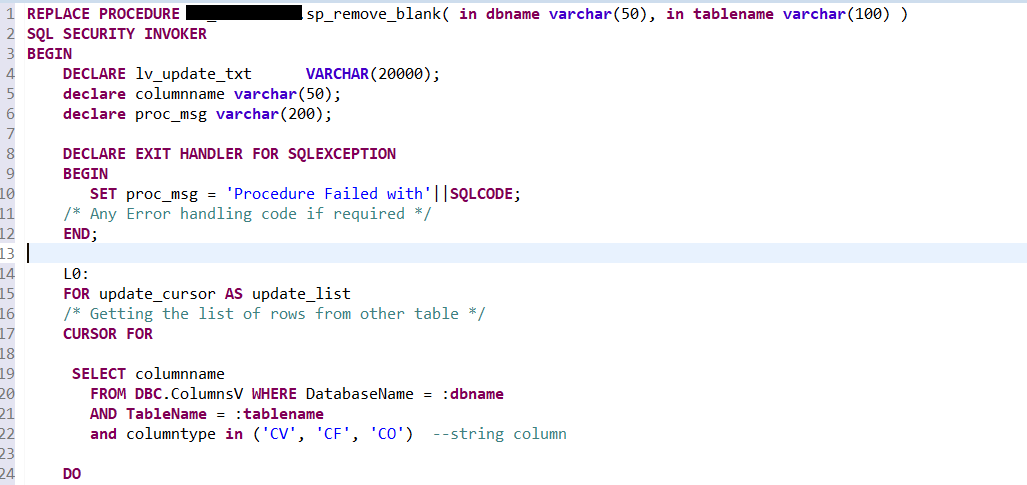 1 REPLACE PROCEDURE .sp_remove_blank( in dbname varchar(50), in tablename varchar(100) )
2 SQL SECURITY INVOKER
3 BEGIN
4 DECLARE lv_update_txt VARCHAR(20000);
5 declare columnname varchar(50);
6 declare proc_msg varchar(200);
7
8 DECLARE EXIT HANDLER FOR SQLEXCEPTION
9 BEGIN
10 SET proc_msg = 'Procedure Failed with'||SQLCODE;
11 /* Any Error handling code if required */
12 END;
13
14 L0:
15 FOR update_cursor AS update_list
16 /* Getting the list of rows from other table */
17 CURSOR FOR
18
19 SELECT columnname
20 FROM DBC.ColumnsV WHERE DatabaseName = :dbname
21 AND TableName = :tablename
22 and columntype in ('CV', 'CF', 'CO') --string column
23
24 DO